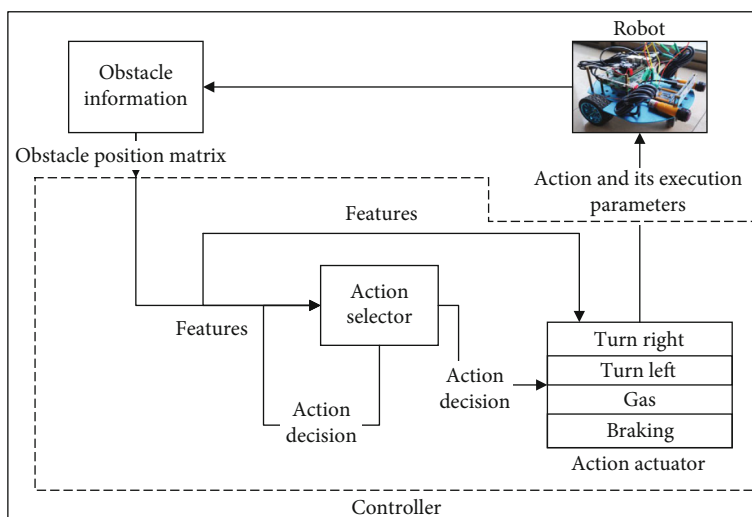 Robot
Obstacle
information
Obstacle position matrix
Action and its execution
parameters
Features
Action
selector
Features
Turn right
Turn left
Gas
Braking
Action
decision
Action
decision
Action actuator
Controller